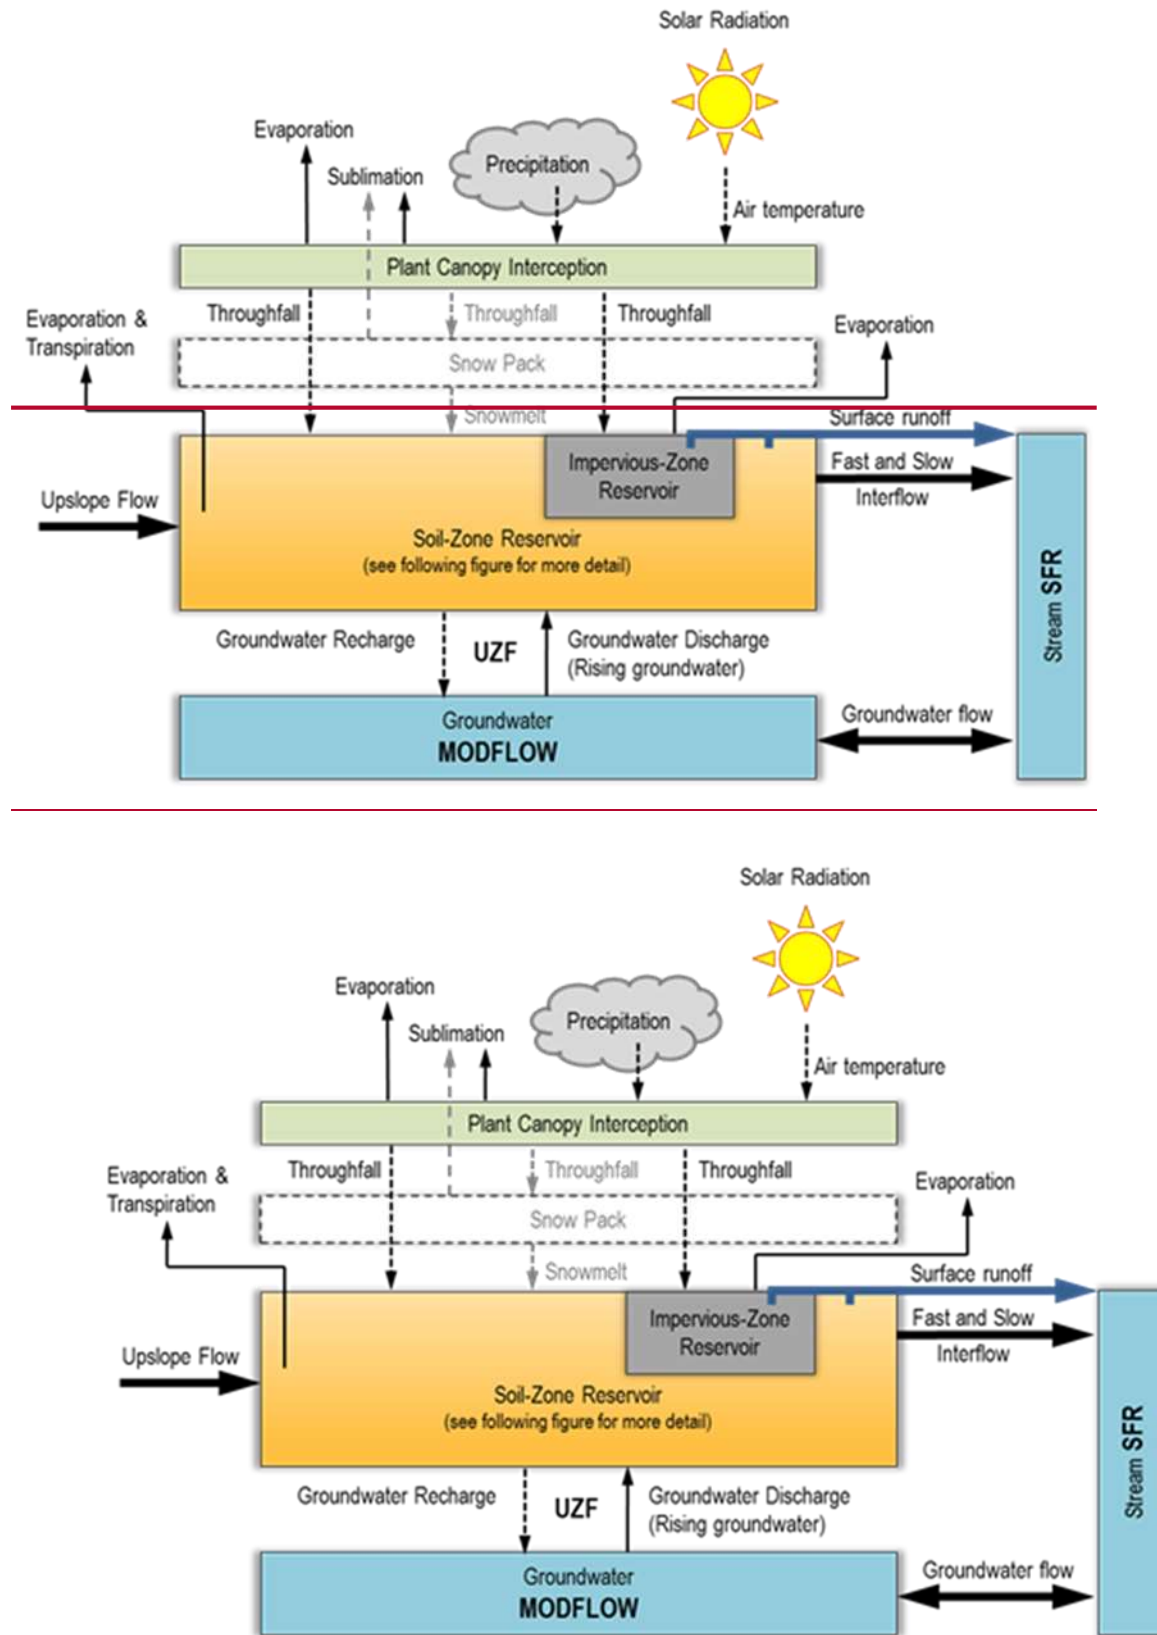 Solar Radiation
Evaporation
Precipitation
Sublimation
Air temperature
Plant Canopy Interception
Throughfall
Throughfall
Throughfall
Evaporation &
Transpiration
Evaporation
Snow Pack
Snowmelt
Surface runoff
Impervious-Zone
Reservoir
Fast and Slow
Interflow
Upslope Flow
Soil-Zone Reservoir
(see following figure for more detail)
Stream SFR
Groundwater Recharge
UZF
Groundwater Discharge
(Rising groundwater)
Groundwater
MODFLOW
Groundwater flow
Solar Radiation
Evaporation
Precipitation
Sublimation
Air temperature
Plant Canopy Interception
Throughfall
Throughfall
Throughfall
Evaporation &
Transpiration
Evaporation
Snow Pack
Snowmelt
Surface runoff
Impervious-Zone
Reservoir
Fast and Slow
Interflow
Upslope Flow
Soil-Zone Reservoir
(see following figure for more detail)
Stream SFR
Groundwater Recharge
UZF
Groundwater Discharge
(Rising groundwater)
Groundwater
MODFLOW
Groundwater flow